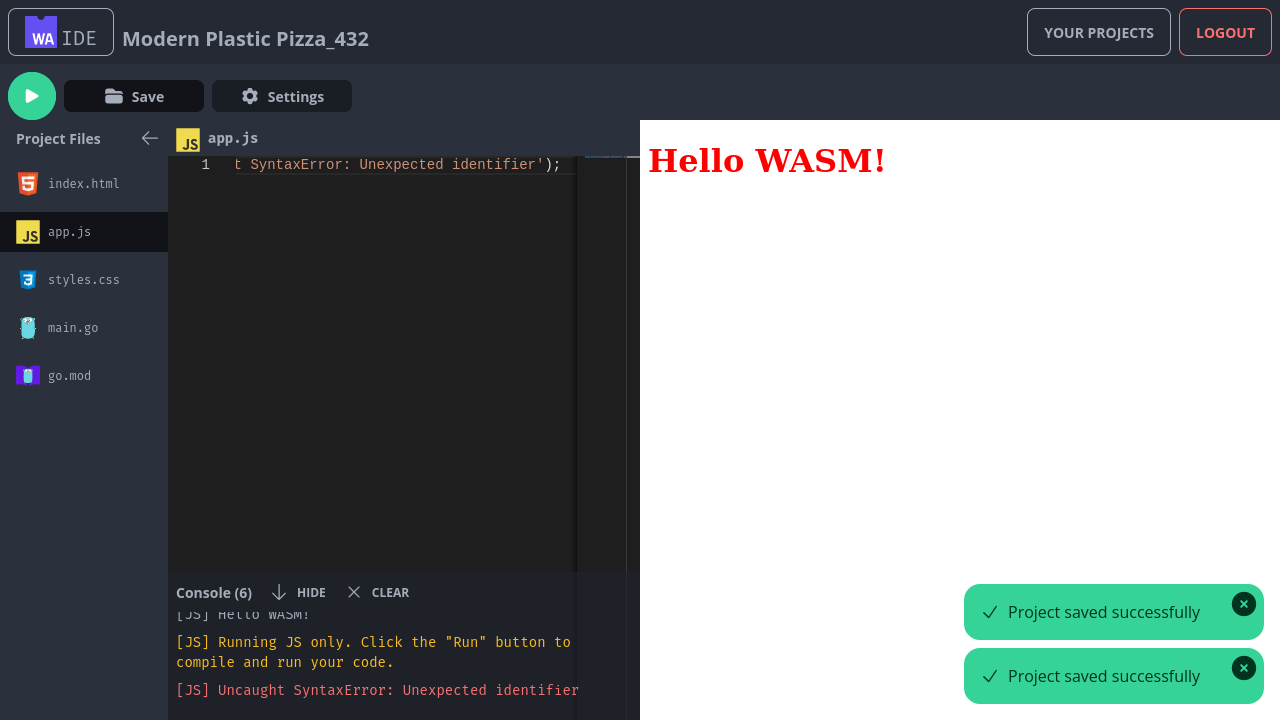 WA IDE
Modern Plastic Pizza_432
YOUR PROJECTS
LOGOUT
Save
Settings
Project Files
index.html
app.js
styles.css
main.go
go.mod
JS app.js
1 t SyntaxError: Unexpected identifier');
Console (6)
HIDE
CLEAR
[JS] Hello WASM!
[JS] Running JS only. Click the "Run" button to
compile and run your code.
[JS] Uncaught SyntaxError: Unexpected identifier
Hello WASM!
Project saved successfully
Project saved successfully